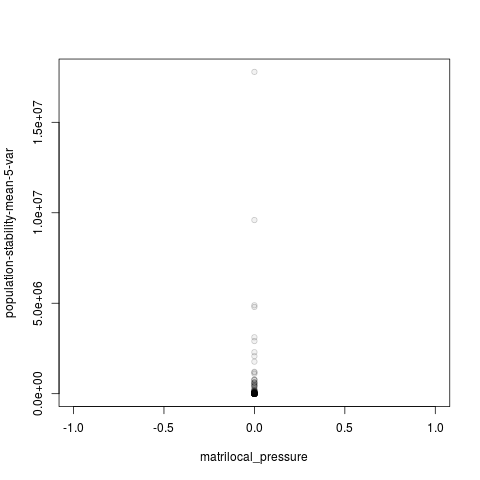 population-stability-mean-5-var
1.5e+07
1.0e+07
5.0e+06
0.0e+00
-1.0
-0.5
0.0
0.5
1.0
matrilocal_pressure